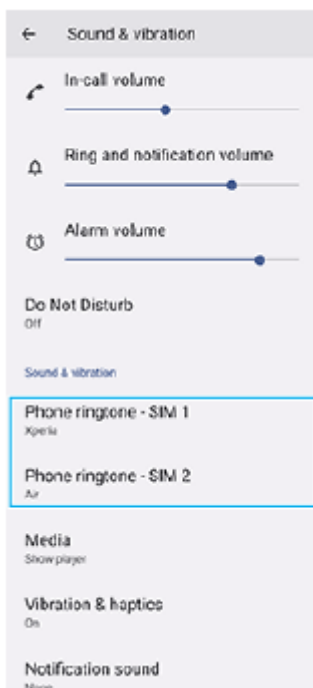 Sound & vibration
In-call volume
Ring and notification volume
Alarm volume
Do Not Disturb
Off
Sound & vibration
Phone ringtone - SIM 1
Xperia
Phone ringtone - SIM 2
Air
Media
Show player
Vibration & haptics
On
Notification sound